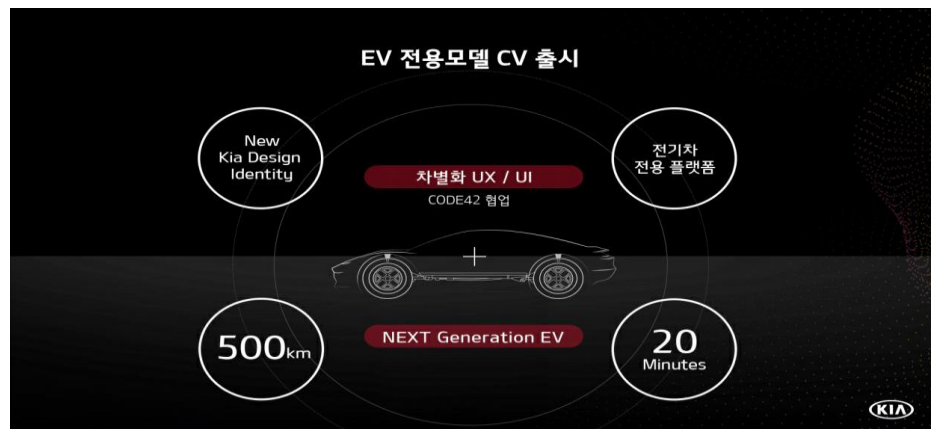 EV 전용모델 CV 출시
New
Kia Design
Identity
전기차
전용 플랫폼
차별화 UX / UI
CODE42 협업
NEXT Generation EV
500km
20
Minutes
KIA